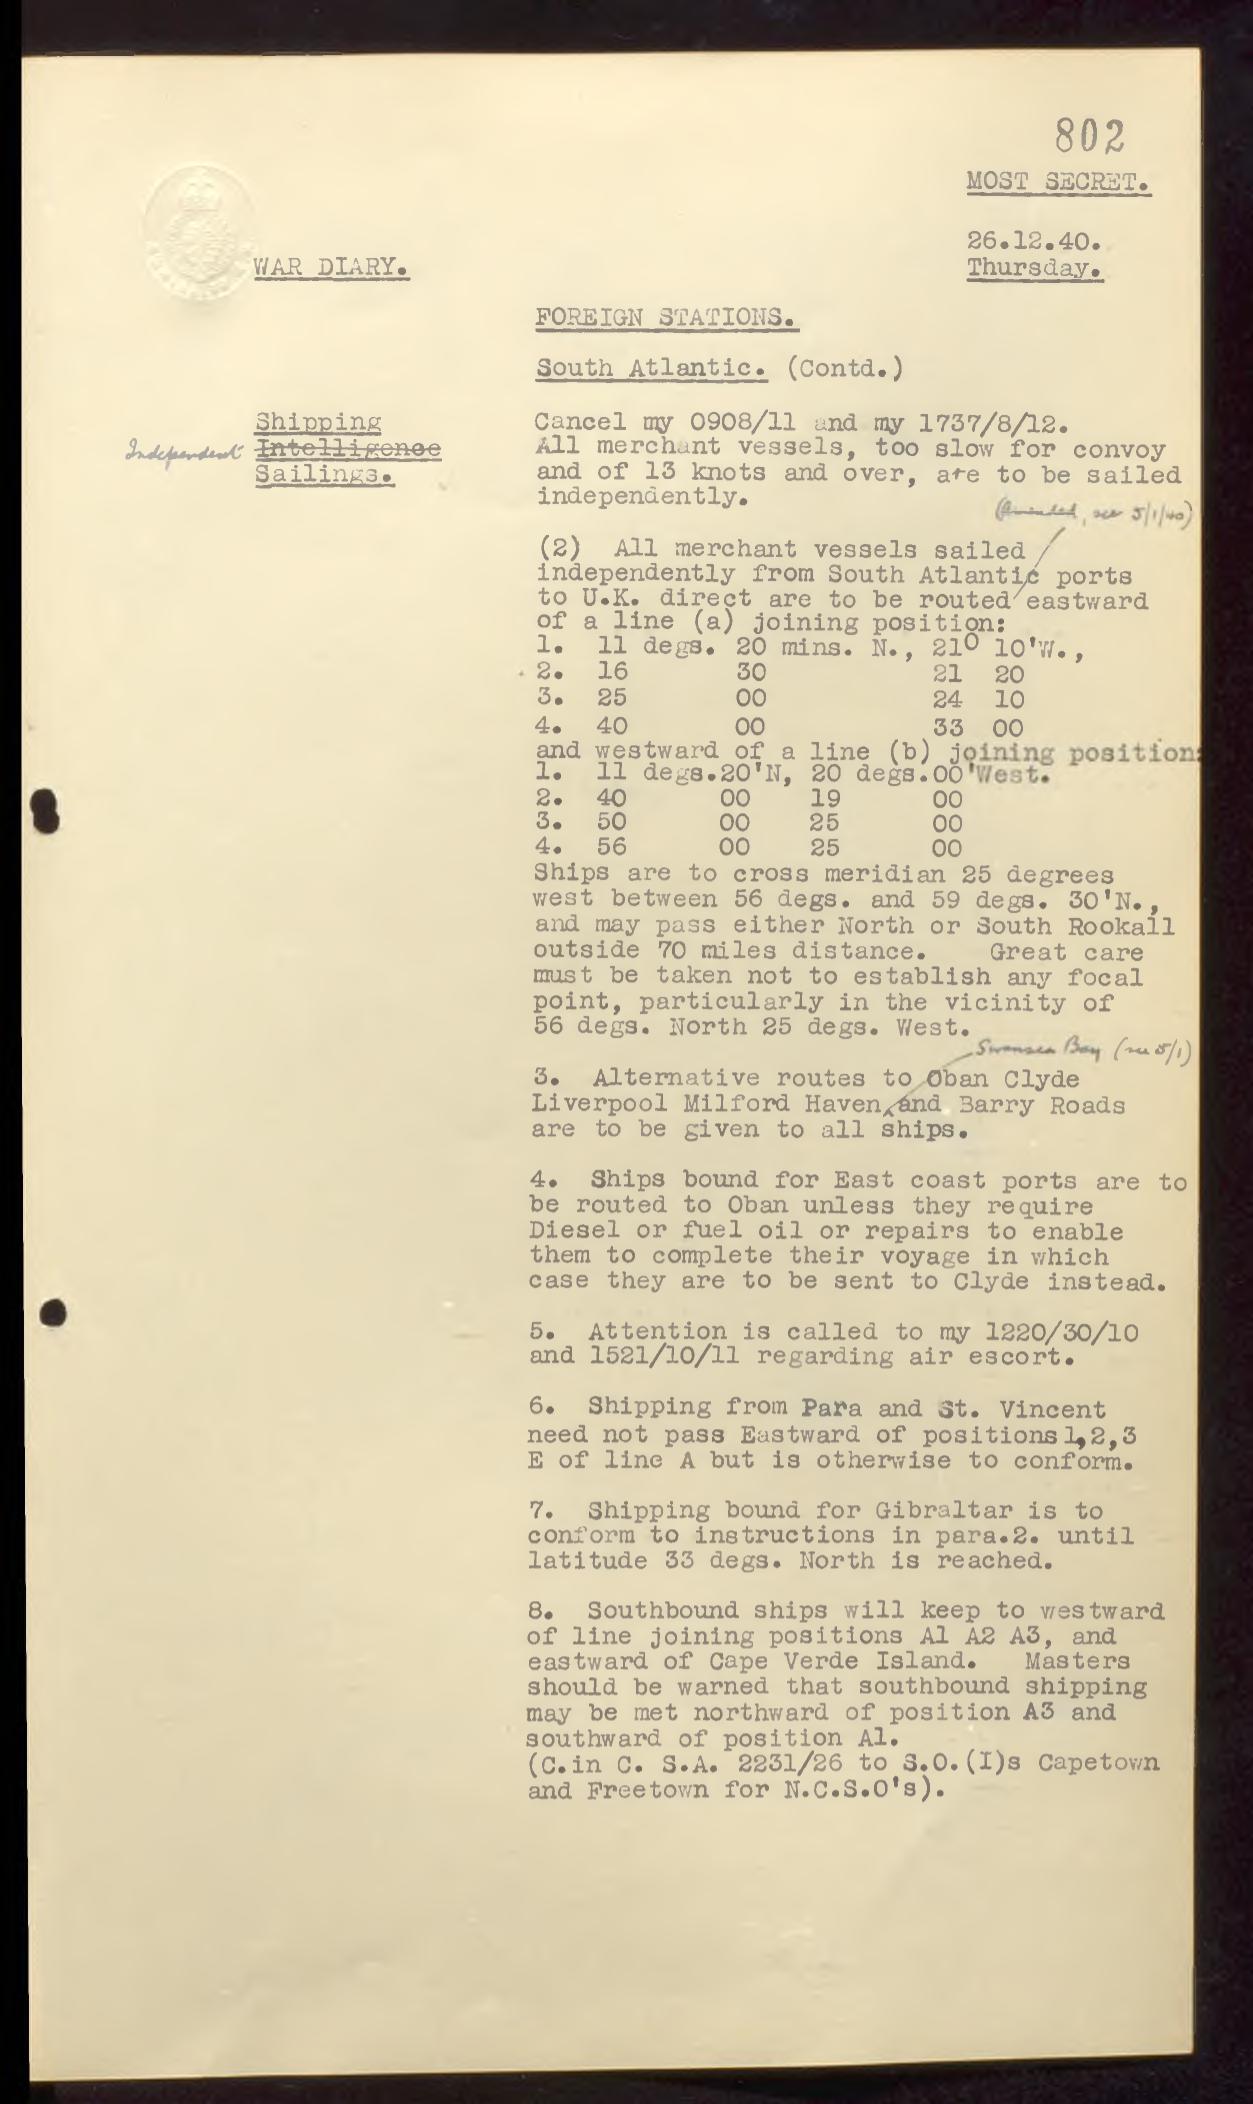 802
MOST SECRET.
26.12.40.
Thursday.
WAR DIARY.
FOREIGN STATIONS.
South Atlantic. (Contd.)
Shipping
Independent Intelligence
Sailings.
Cancel my 0908/11 and my 1737/8/12.
All merchant vessels, too slow for convoy
and of 13 knots and over, are to be sailed
independently.
(Amended, see 5/1/40)
(2) All merchant vessels sailed
independently from South Atlantic ports
to U.K. direct are to be routed eastward
of a line (a) joining position:
1. 11 degs. 20 mins. N., 21° 10'W.,
2. 16 30 21 20
3. 25 00 24 10
4. 40 00 33 00
and westward of a line (b) joining position:
1. 11 degs.20'N, 20 degs.00'West.
2. 40 00 19 00
3. 50 00 25 00
4. 56 00 25 00
Ships are to cross meridian 25 degrees
west between 56 degs. and 59 degs. 30'N.,
and may pass either North or South Rookall
outside 70 miles distance. Great care
must be taken not to establish any focal
point, particularly in the vicinity of
56 degs. North 25 degs. West.
Swansea Bay (see 5/1)
3. Alternative routes to Oban Clyde
Liverpool Milford Haven, and Barry Roads
are to be given to all ships.
4. Ships bound for East coast ports are to
be routed to Oban unless they require
Diesel or fuel oil or repairs to enable
them to complete their voyage in which
case they are to be sent to Clyde instead.
5. Attention is called to my 1220/30/10
and 1521/10/11 regarding air escort.
6. Shipping from Para and St. Vincent
need not pass Eastward of positions 1,2,3
E of line A but is otherwise to conform.
7. Shipping bound for Gibraltar is to
conform to instructions in para.2. until
latitude 33 degs. North is reached.
8. Southbound ships will keep to westward
of line joining positions A1 A2 A3, and
eastward of Cape Verde Island. Masters
should be warned that southbound shipping
may be met northward of position A3 and
southward of position A1.
(C.in C. S.A. 2231/26 to S.O.(I)s Capetown
and Freetown for N.C.S.O's).